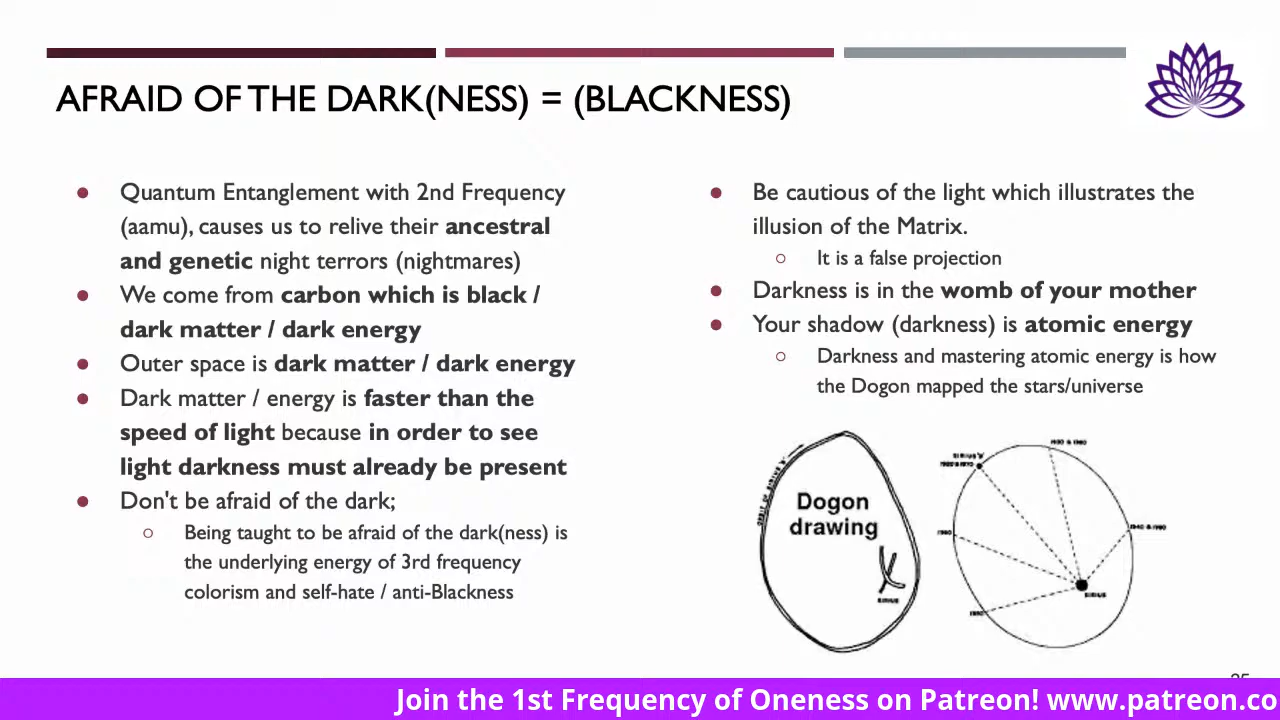 AFRAID OF THE DARK(NESS) = (BLACKNESS)
● Quantum Entanglement with 2nd Frequency
(aamu), causes us to relive their ancestral
and genetic night terrors (nightmares)
● We come from carbon which is black /
dark matter / dark energy
● Outer space is dark matter / dark energy
● Dark matter / energy is faster than the
speed of light because in order to see
light darkness must already be present
● Don't be afraid of the dark;
○ Being taught to be afraid of the dark(ness) is
the underlying energy of 3rd frequency
colorism and self-hate / anti-Blackness
● Be cautious of the light which illustrates the
illusion of the Matrix.
○ It is a false projection
● Darkness is in the womb of your mother
● Your shadow (darkness) is atomic energy
○ Darkness and mastering atomic energy is how
the Dogon mapped the stars/universe
ORBIT OF SIRIUS 'B'
Dogon
drawing
SIRIUS
SIRIUS 'B'
SIRIUS
Join the 1st Frequency of Oneness on Patreon! www.patreon.co